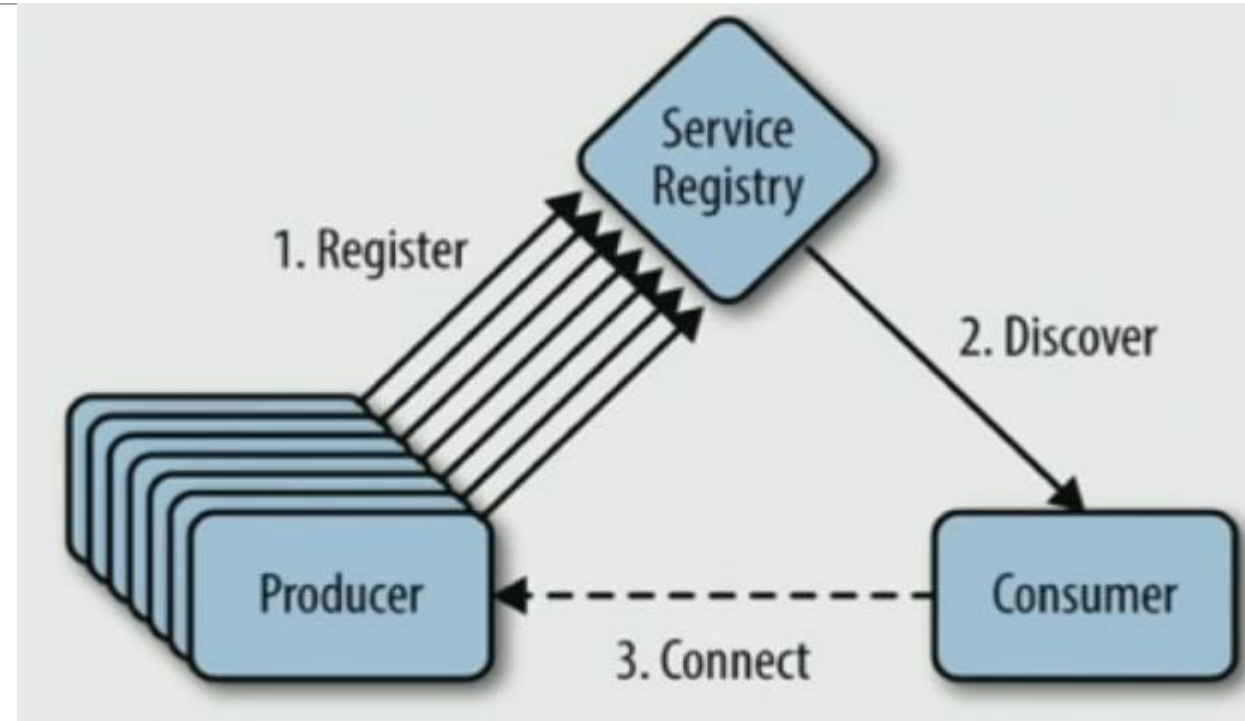 Service
Registry
1. Register
2. Discover
Producer
Consumer
3. Connect